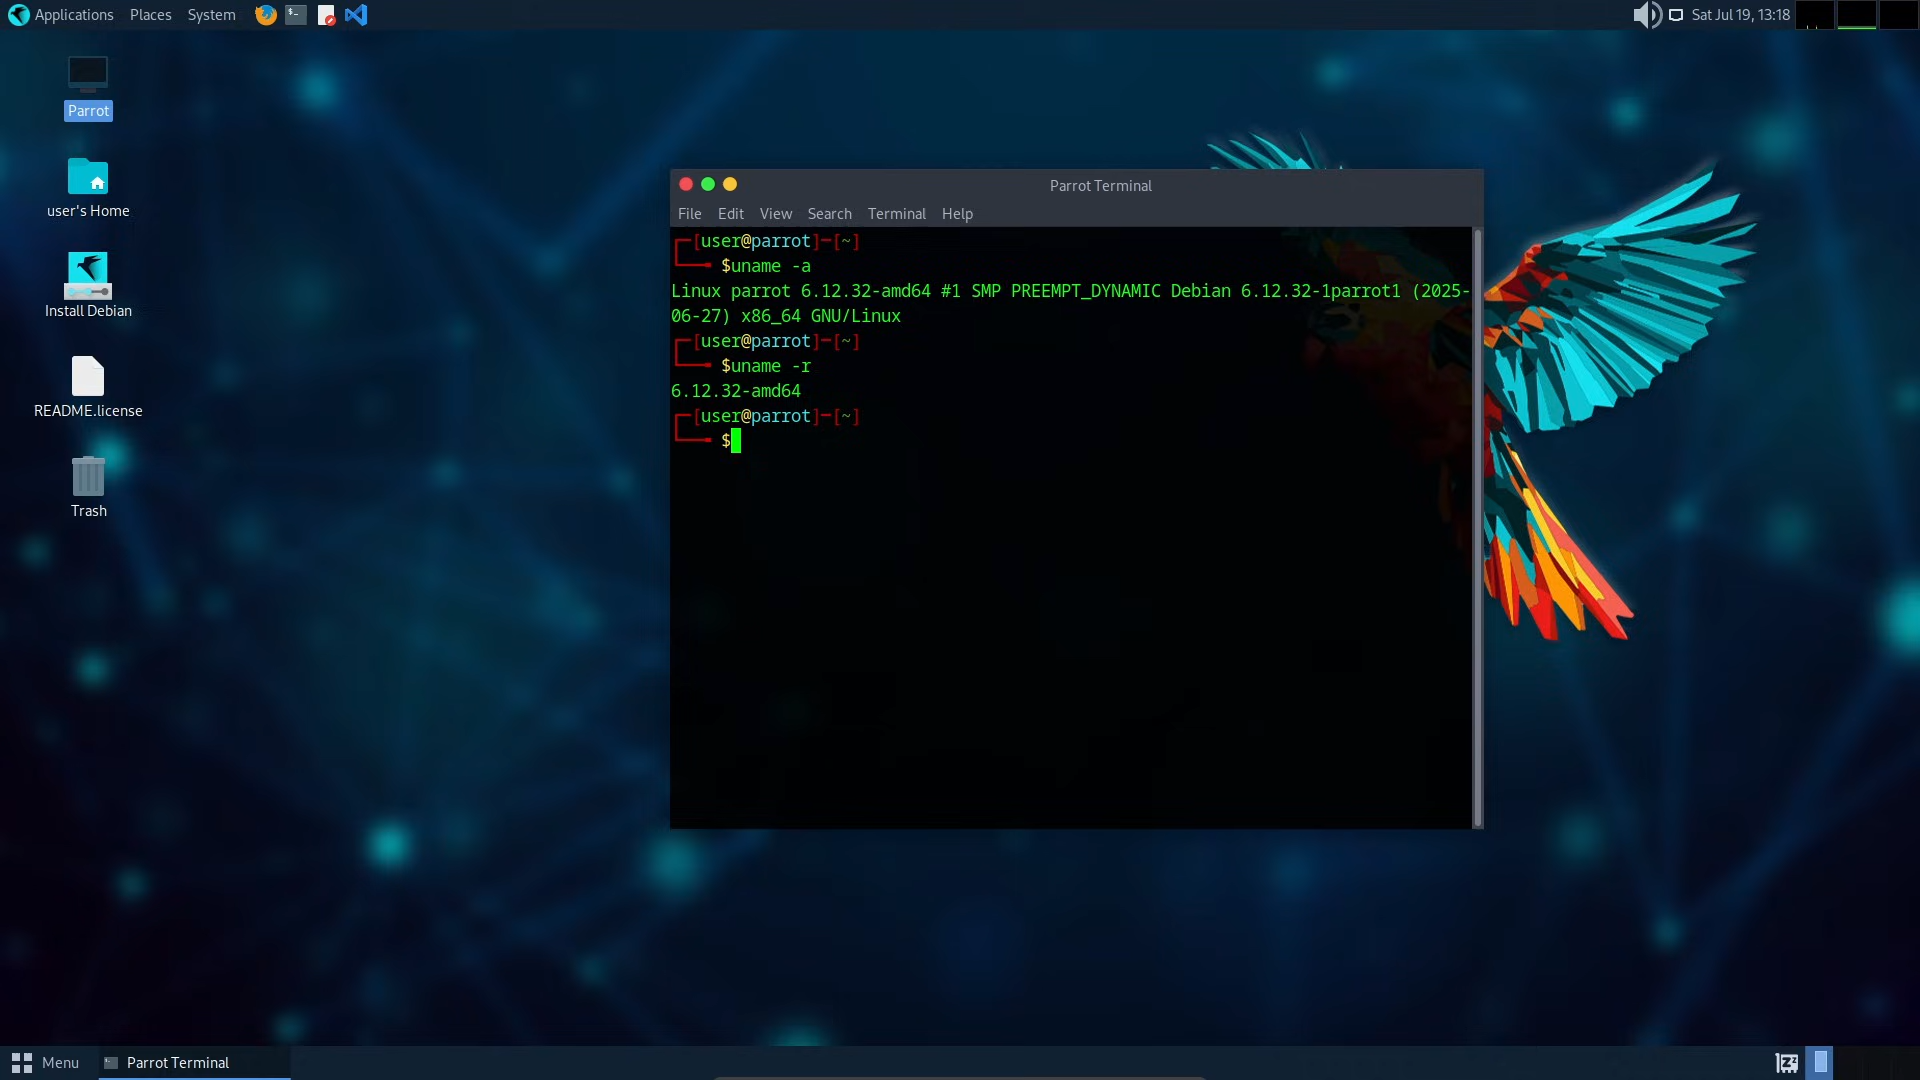 Applications Places System
Sat Jul 19, 13:18
Parrot
user's Home
Install Debian
README.license
Trash
Parrot Terminal
File Edit View Search Terminal Help
┌─[user@parrot]─[~]
└──╼ $uname -a
Linux parrot 6.12.32-amd64 #1 SMP PREEMPT_DYNAMIC Debian 6.12.32-1parrot1 (2025-
06-27) x86_64 GNU/Linux
┌─[user@parrot]─[~]
└──╼ $uname -r
6.12.32-amd64
┌─[user@parrot]─[~]
└──╼ $
Menu Parrot Terminal